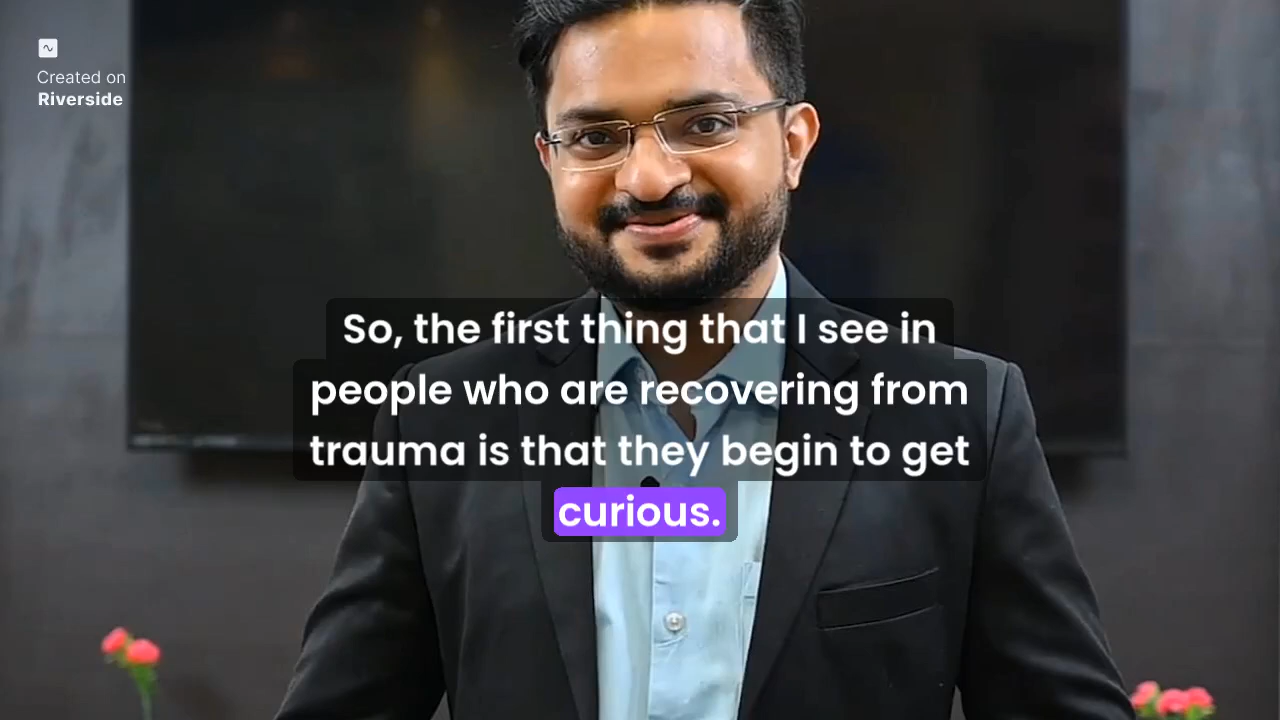 Created on
Riverside
So, the first thing that I see in
people who are recovering from
trauma is that they begin to get
curious.